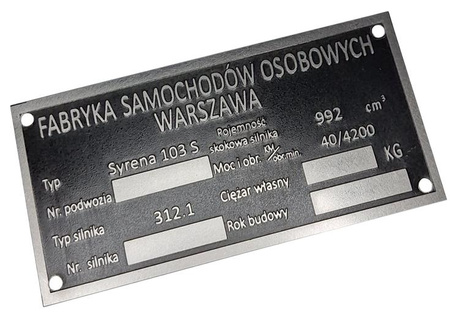 FABRYKA SAMOCHODÓW OSOBOWYCH
WARSZAWA
Typ Syrena 103 S
Pojemność skokowa silnika 992 cm³
Nr. podwozia
Moc i obr. KM/obr.min. 40/4200
Typ silnika 312.1
Ciężar własny KG
Nr. silnika
Rok budowy